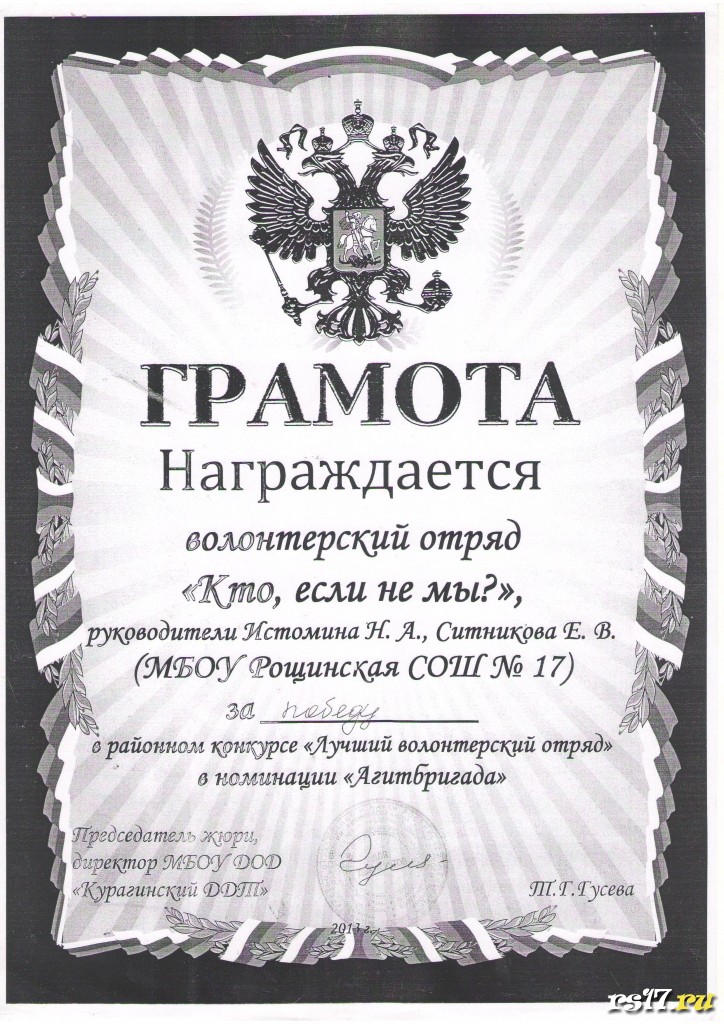 ГРАМОТА
Награждается
волонтерский отряд
«Кто, если не мы?»,
руководители Истомина Н. А., Ситникова Е. В.
(МБОУ Рощинская СОШ № 17)
за победу
в районном конкурсе «Лучший волонтерский отряд»
в номинации «Агитбригада»
Председатель жюри,
директор МБОУ ДОД
«Курагинский ДДТ»
Т.Г.Гусева
2013 г.
rs17.ru